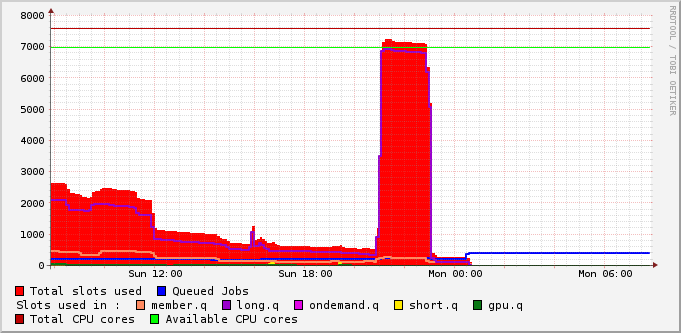 8000
7000
6000
5000
4000
3000
2000
1000
0
Sun 12:00 Sun 18:00 Mon 00:00 Mon 06:00
RRDTOOL / TOBI OETIKER
Total slots used Queued Jobs
Slots used in : member.q long.q ondemand.q short.q gpu.q
Total CPU cores Available CPU cores